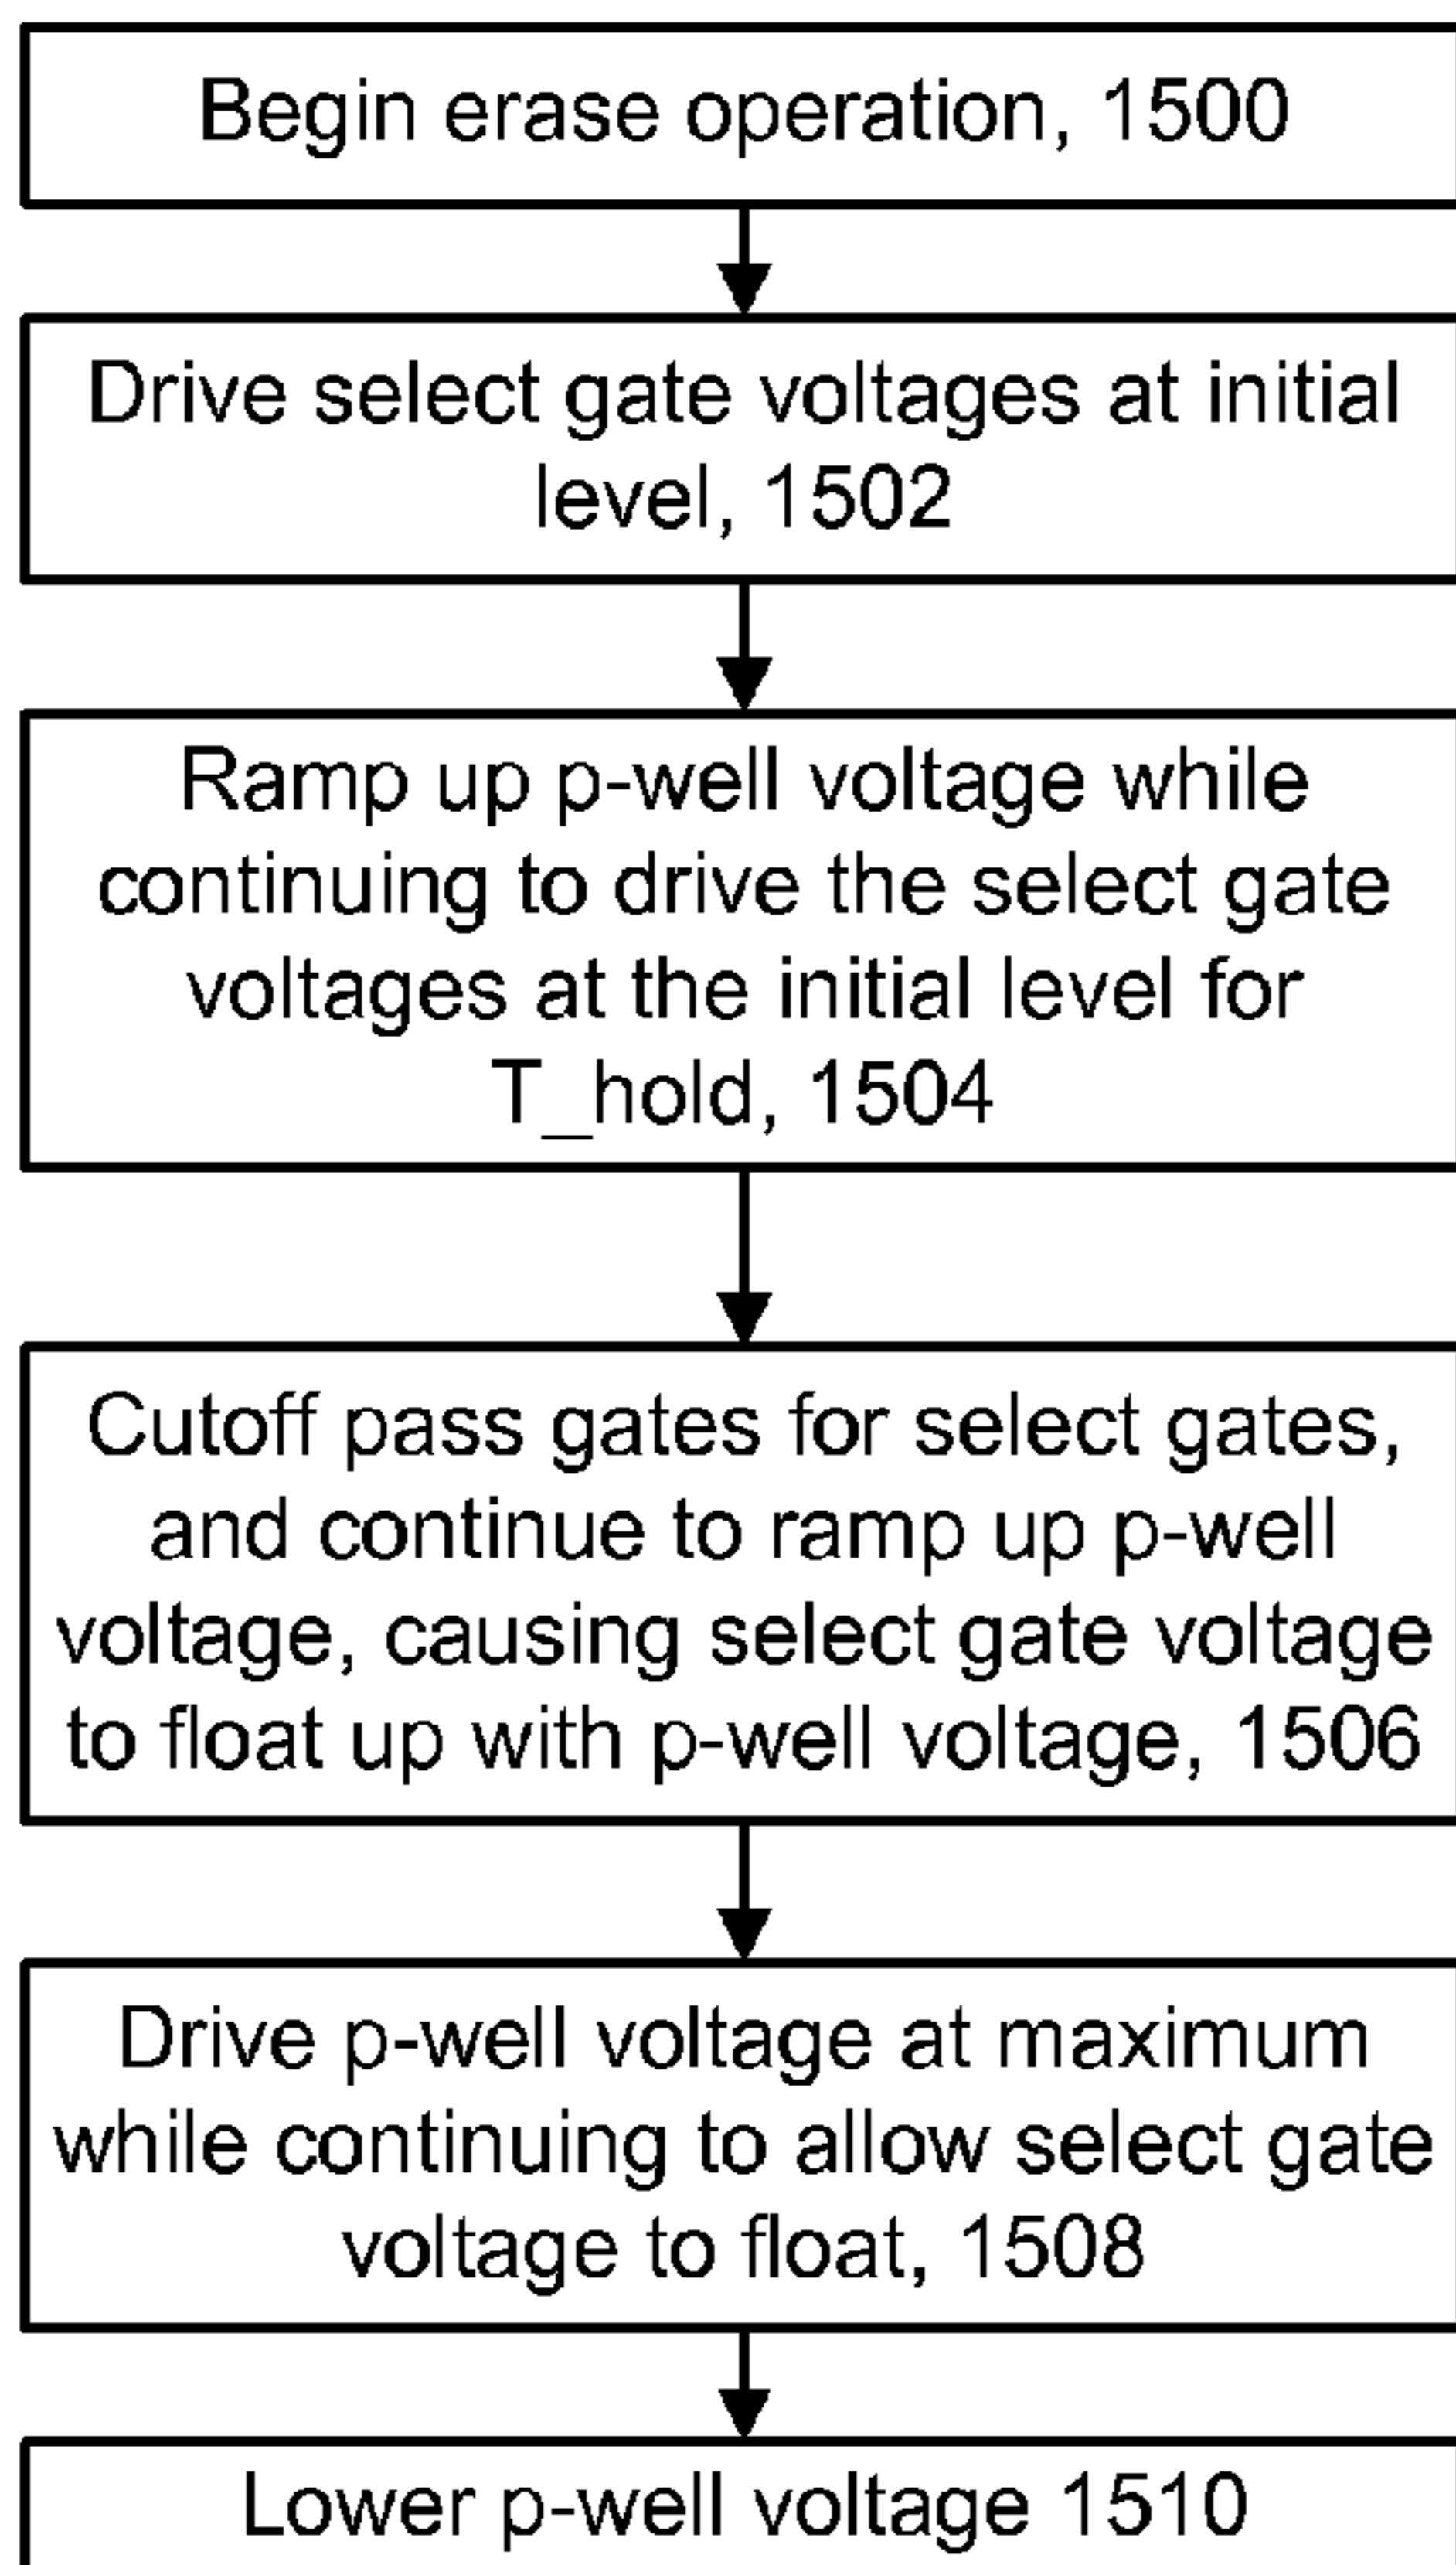 Begin erase operation, 1500
Drive select gate voltages at initial
level, 1502
Ramp up p-well voltage while
continuing to drive the select gate
voltages at the initial level for
T_hold, 1504
Cutoff pass gates for select gates,
and continue to ramp up p-well
voltage, causing select gate voltage
to float up with p-well voltage, 1506
Drive p-well voltage at maximum
while continuing to allow select gate
voltage to float, 1508
Lower p-well voltage 1510